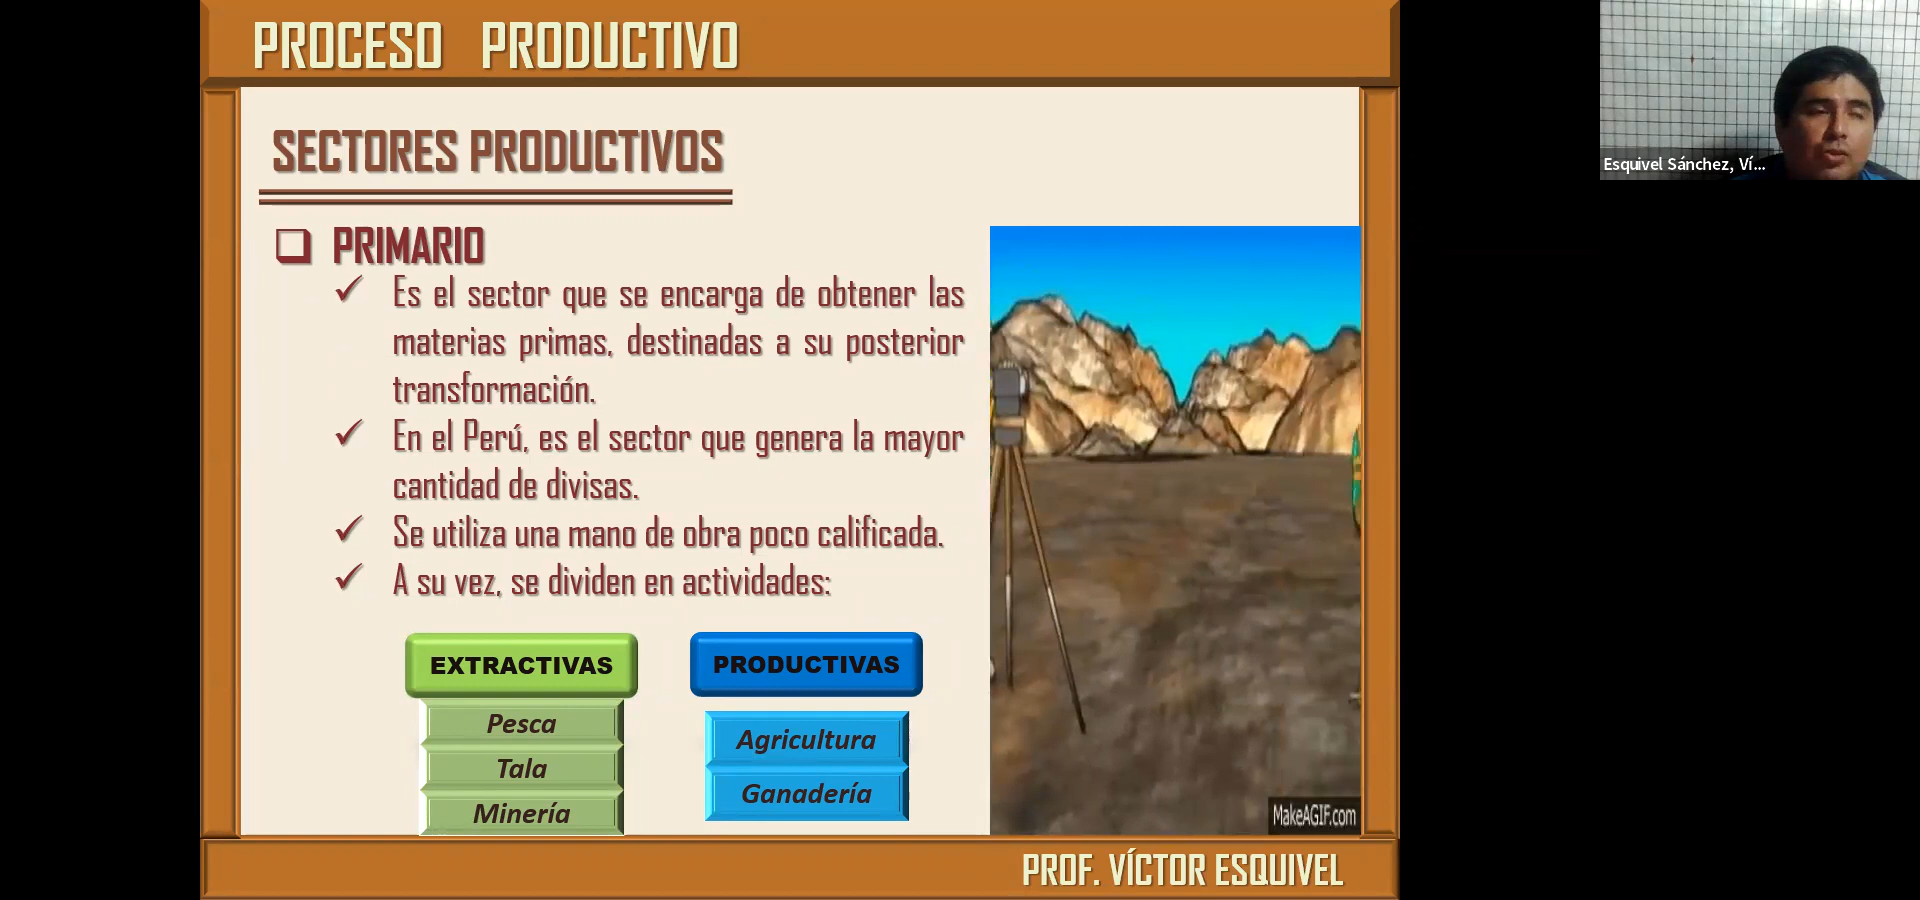 PROCESO PRODUCTIVO
Esquivel Sánchez, Ví...
SECTORES PRODUCTIVOS
PRIMARIO
Es el sector que se encarga de obtener las
materias primas, destinadas a su posterior
transformación.
En el Perú, es el sector que genera la mayor
cantidad de divisas.
Se utiliza una mano de obra poco calificada.
A su vez, se dividen en actividades:
EXTRACTIVAS
Pesca
Tala
Minería
PRODUCTIVAS
Agricultura
Ganadería
MakeAGIF.com
PROF. VÍCTOR ESQUIVEL